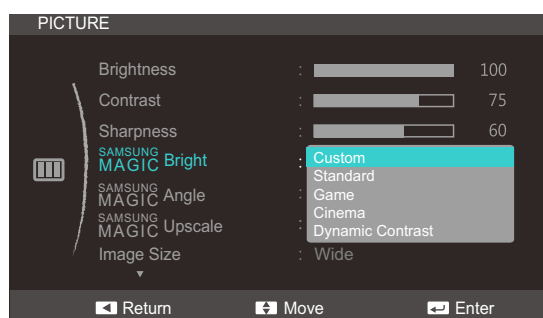 PICTURE
Brightness : 100
Contrast : 75
Sharpness : 60
SAMSUNG MAGIC Bright :
Custom
Standard
SAMSUNG MAGIC Angle :
Game
Cinema
SAMSUNG MAGIC Upscale :
Dynamic Contrast
Image Size : Wide
Return Move Enter